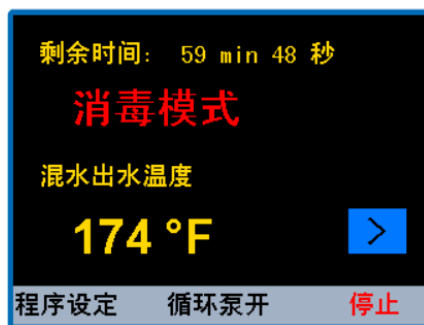 剩余时间： 59 min 48 秒
消毒模式
混水出水温度
174 °F
>
程序设定 循环泵开 停止